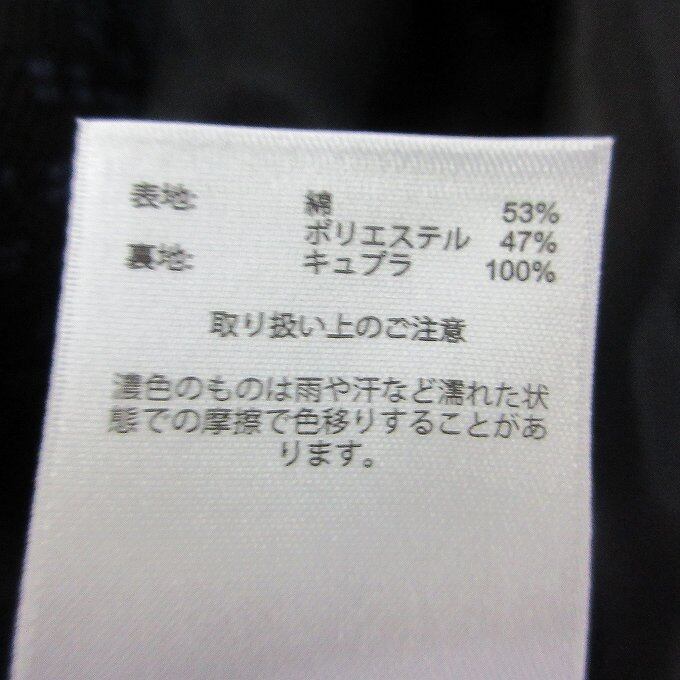 表地: 綿 53%
ポリエステル 47%
裏地: キュプラ 100%
取り扱い上のご注意
濃色のものは雨や汗など濡れた状
態での摩擦で色移りすることがあ
ります。